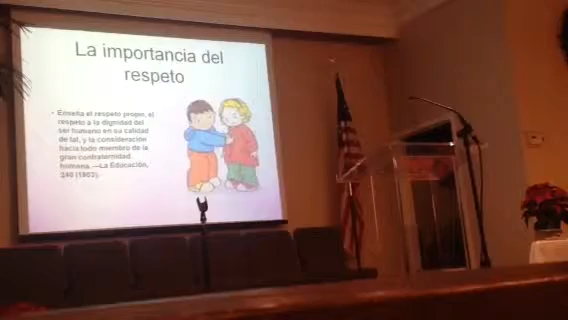 La importancia del
respeto
• Enseña el respeto propio, el
respeto a la dignidad del
ser humano en su calidad
de tal, y la consideración
hacia todo miembro de la
gran confraternidad
humana.—La Educación,
240 (1903).